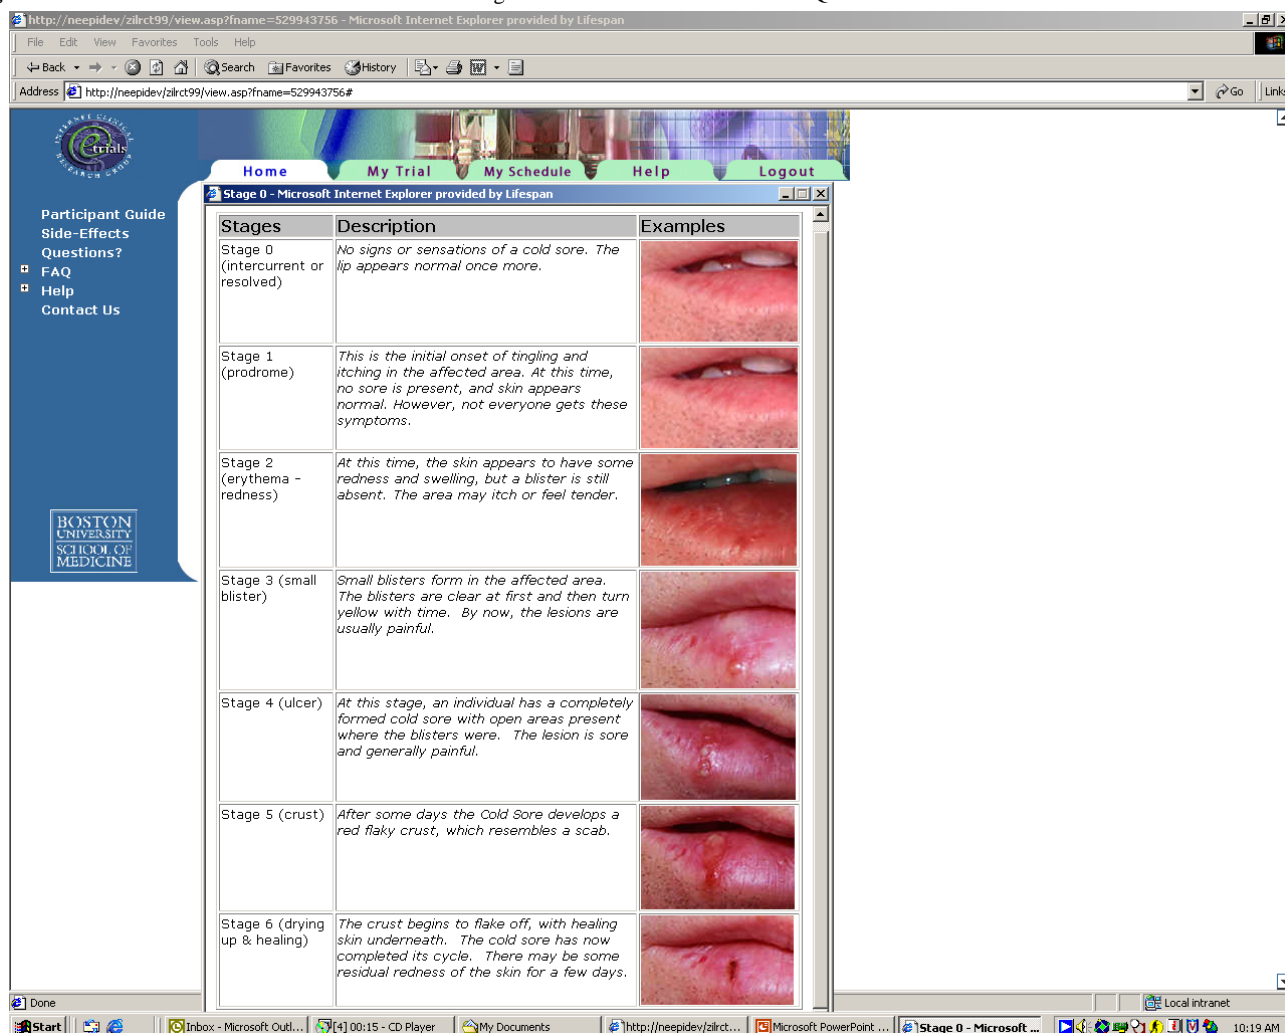 http://neepidev/zilrct99/view.asp?fname=529943756 - Microsoft Internet Explorer provided by Lifespan
File Edit View Favorites Tools Help
Back Search Favorites History
Address http://neepidev/zilrct99/view.asp?fname=529943756# Go Links
INTERNET CLINICAL RESEARCH GROUP
etrials
Home My Trial My Schedule Help Logout
Participant Guide
Side-Effects
Questions?
FAQ
Help
Contact Us
BOSTON
UNIVERSITY
SCHOOL OF
MEDICINE
Stage 0 - Microsoft Internet Explorer provided by Lifespan
Stages Description Examples
Stage 0
(intercurrent or
resolved)
No signs or sensations of a cold sore. The
lip appears normal once more.
Stage 1
(prodrome)
This is the initial onset of tingling and
itching in the affected area. At this time,
no sore is present, and skin appears
normal. However, not everyone gets these
symptoms.
Stage 2
(erythema -
redness)
At this time, the skin appears to have some
redness and swelling, but a blister is still
absent. The area may itch or feel tender.
Stage 3 (small
blister)
Small blisters form in the affected area.
The blisters are clear at first and then turn
yellow with time. By now, the lesions are
usually painful.
Stage 4 (ulcer)
At this stage, an individual has a completely
formed cold sore with open areas present
where the blisters were. The lesion is sore
and generally painful.
Stage 5 (crust)
After some days the Cold Sore develops a
red flaky crust, which resembles a scab.
Stage 6 (drying
up & healing)
The crust begins to flake off, with healing
skin underneath. The cold sore has now
completed its cycle. There may be some
residual redness of the skin for a few days.
Done Local intranet
Start Inbox - Microsoft Outl... [4] 00:15 - CD Player My Documents http://neepidev/zilrct... Microsoft PowerPoint ... Stage 0 - Microsoft ... 10:19 AM